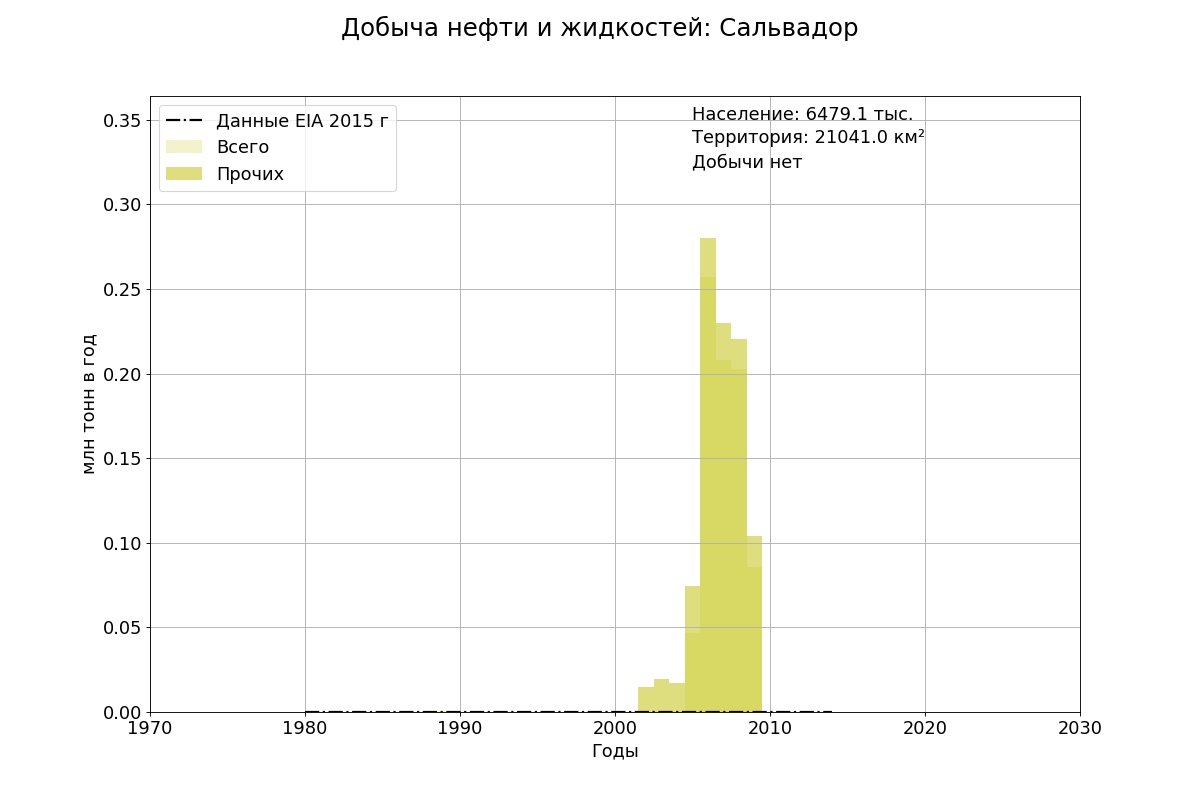 Добыча нефти и жидкостей: Сальвадор
Данные EIA 2015 г
Всего
Прочих
Население: 6479.1 тыс.
Территория: 21041.0 км²
Добычи нет
млн тонн в год
0.35
0.30
0.25
0.20
0.15
0.10
0.05
0.00
1970 1980 1990 2000 2010 2020 2030
Годы